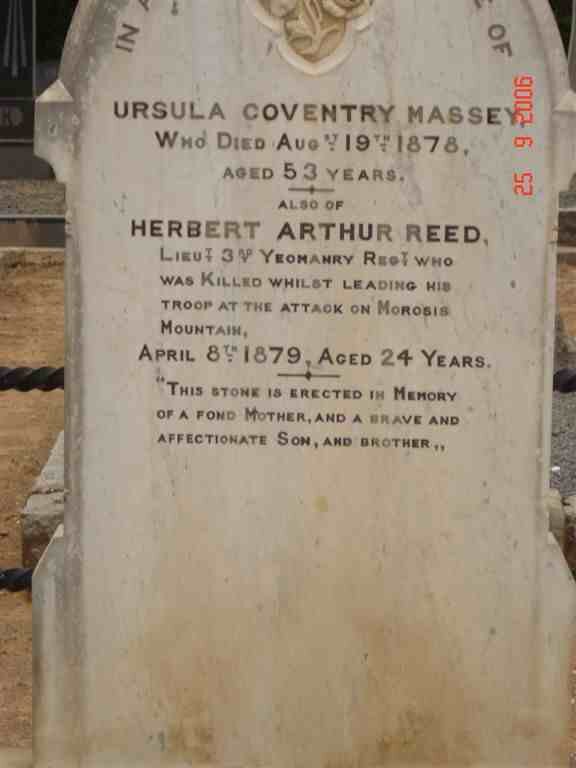 IN A
E OF
URSULA COVENTRY MASSEY
WHO DIED AUGST 19TH 1878,
AGED 53 YEARS.
ALSO OF
HERBERT ARTHUR REED,
LIEUT 3RD YEOMANRY REGT WHO
WAS KILLED WHILST LEADING HIS
TROOP AT THE ATTACK ON MOROSIS
MOUNTAIN,
APRIL 8TH 1879, AGED 24 YEARS.
"THIS STONE IS ERECTED IN MEMORY
OF A FOND MOTHER, AND A BRAVE AND
AFFECTIONATE SON, AND BROTHER,,
25 9 2006